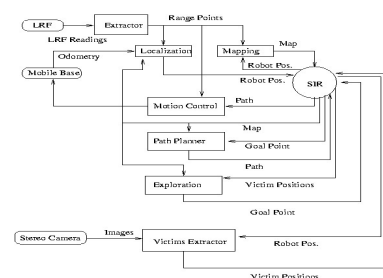 LRF
Extractor
Range Points
LRF Readings
Map
Odometry
Localization
Mapping
Robot Pos.
Robot Pos.
Mobile Base
SIR
Path
Motion Control
Map
Path Planner
Goal Point
Path
Victim Positions
Exploration
Goal Point
Stereo Camera
Images
Victims Extractor
Robot Pos.
Victim Positions